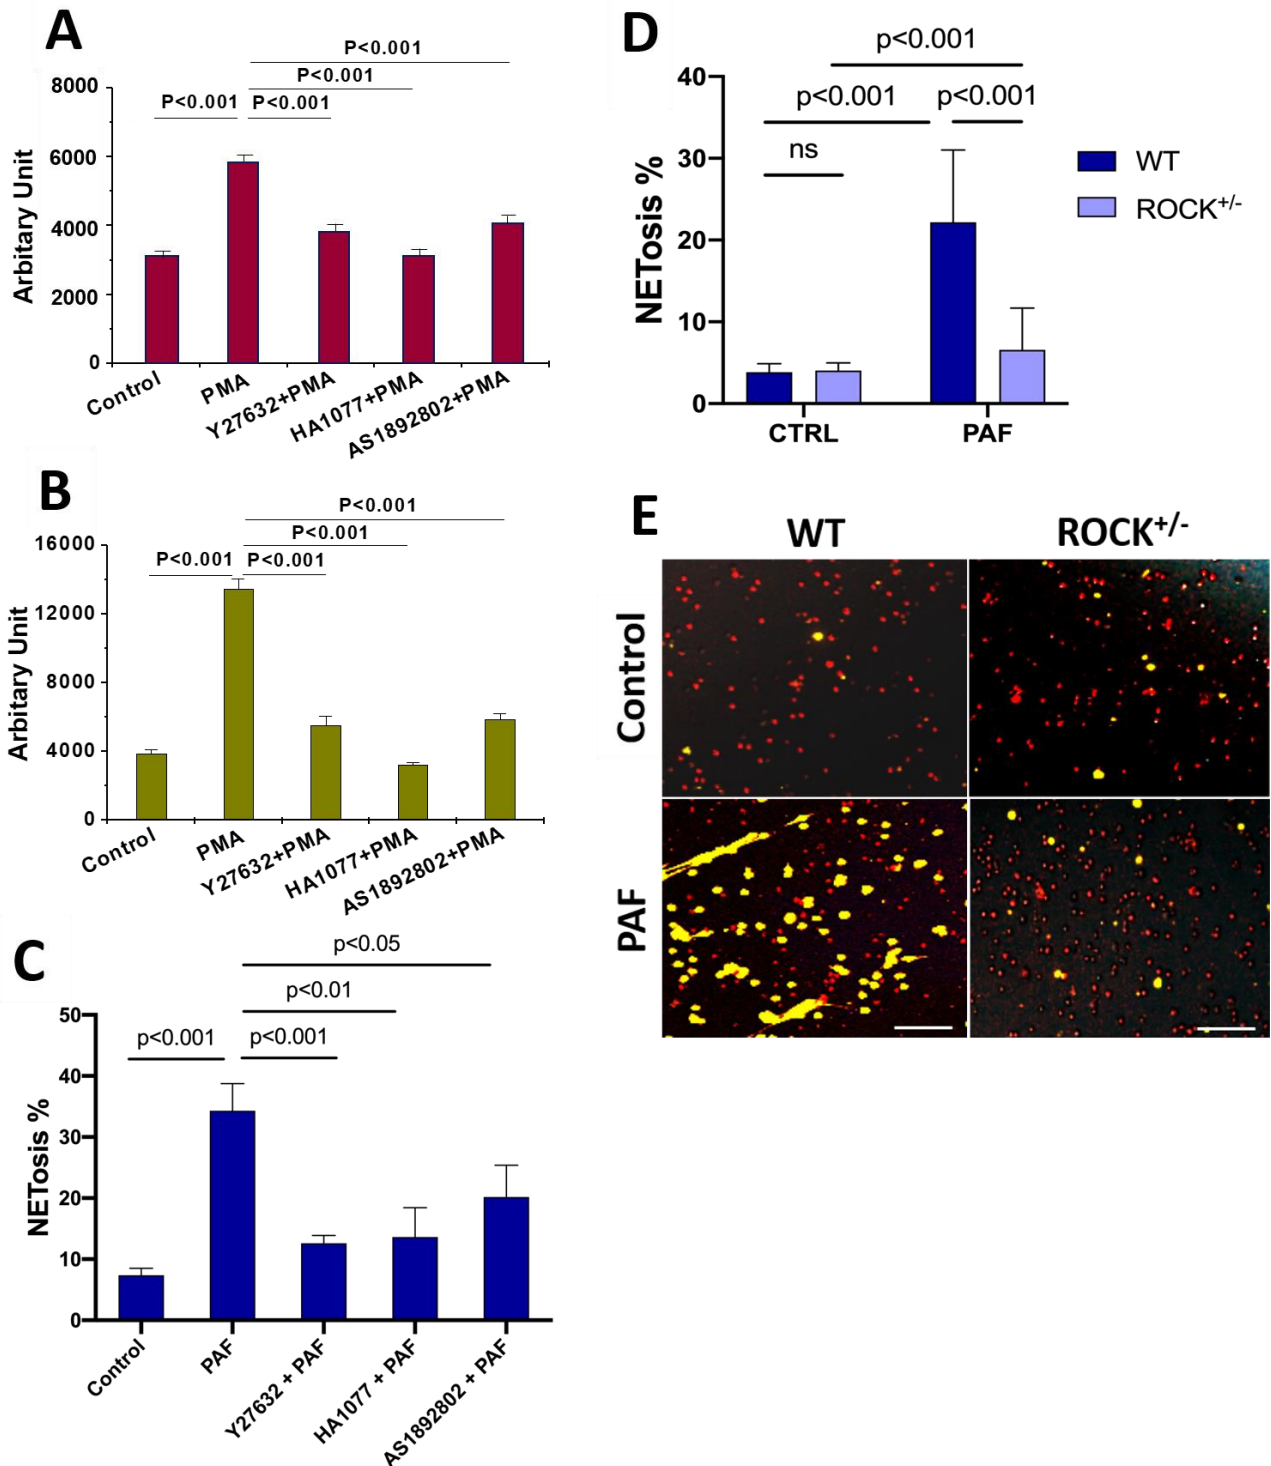 A
P<0.001
P<0.001
P<0.001 P<0.001
8000
6000
4000
2000
0
Arbitary Unit
Control
PMA
Y27632+PMA
HA1077+PMA
AS1892802+PMA
B
P<0.001
P<0.001
P<0.001 P<0.001
16000
12000
8000
4000
0
Arbitary Unit
Control
PMA
Y27632+PMA
HA1077+PMA
AS1892802+PMA
C
p<0.05
p<0.01
p<0.001 p<0.001
50
40
30
20
10
0
NETosis %
Control
PAF
Y27632 + PAF
HA1077 + PAF
AS1892802 + PAF
D
p<0.001
p<0.001 p<0.001
ns
40
30
20
10
0
NETosis %
CTRL
PAF
WT
ROCK+/-
E
WT
ROCK+/-
Control
PAF